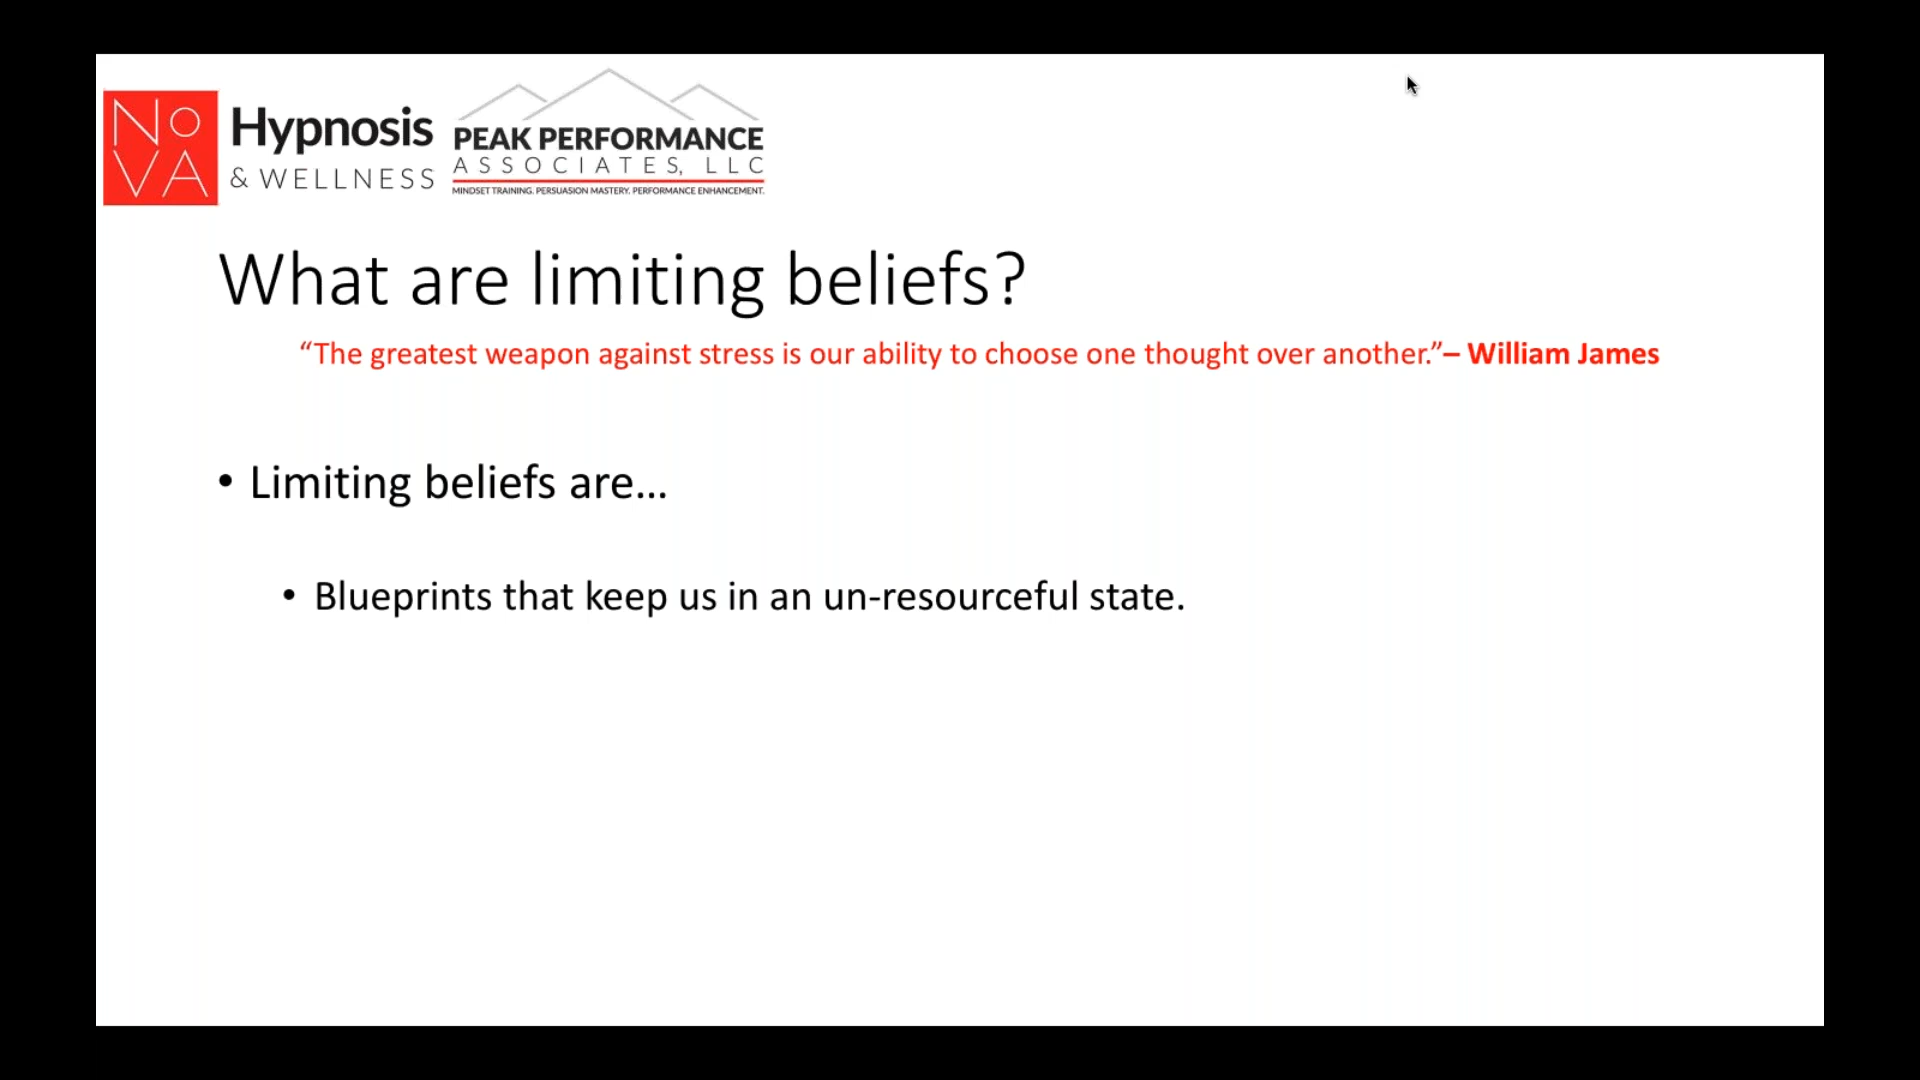 NoVA
Hypnosis
& WELLNESS
PEAK PERFORMANCE
ASSOCIATES, LLC
MINDSET TRAINING. PERSUASION MASTERY. PERFORMANCE ENHANCEMENT.
What are limiting beliefs?
“The greatest weapon against stress is our ability to choose one thought over another.”– William James
• Limiting beliefs are...
• Blueprints that keep us in an un-resourceful state.